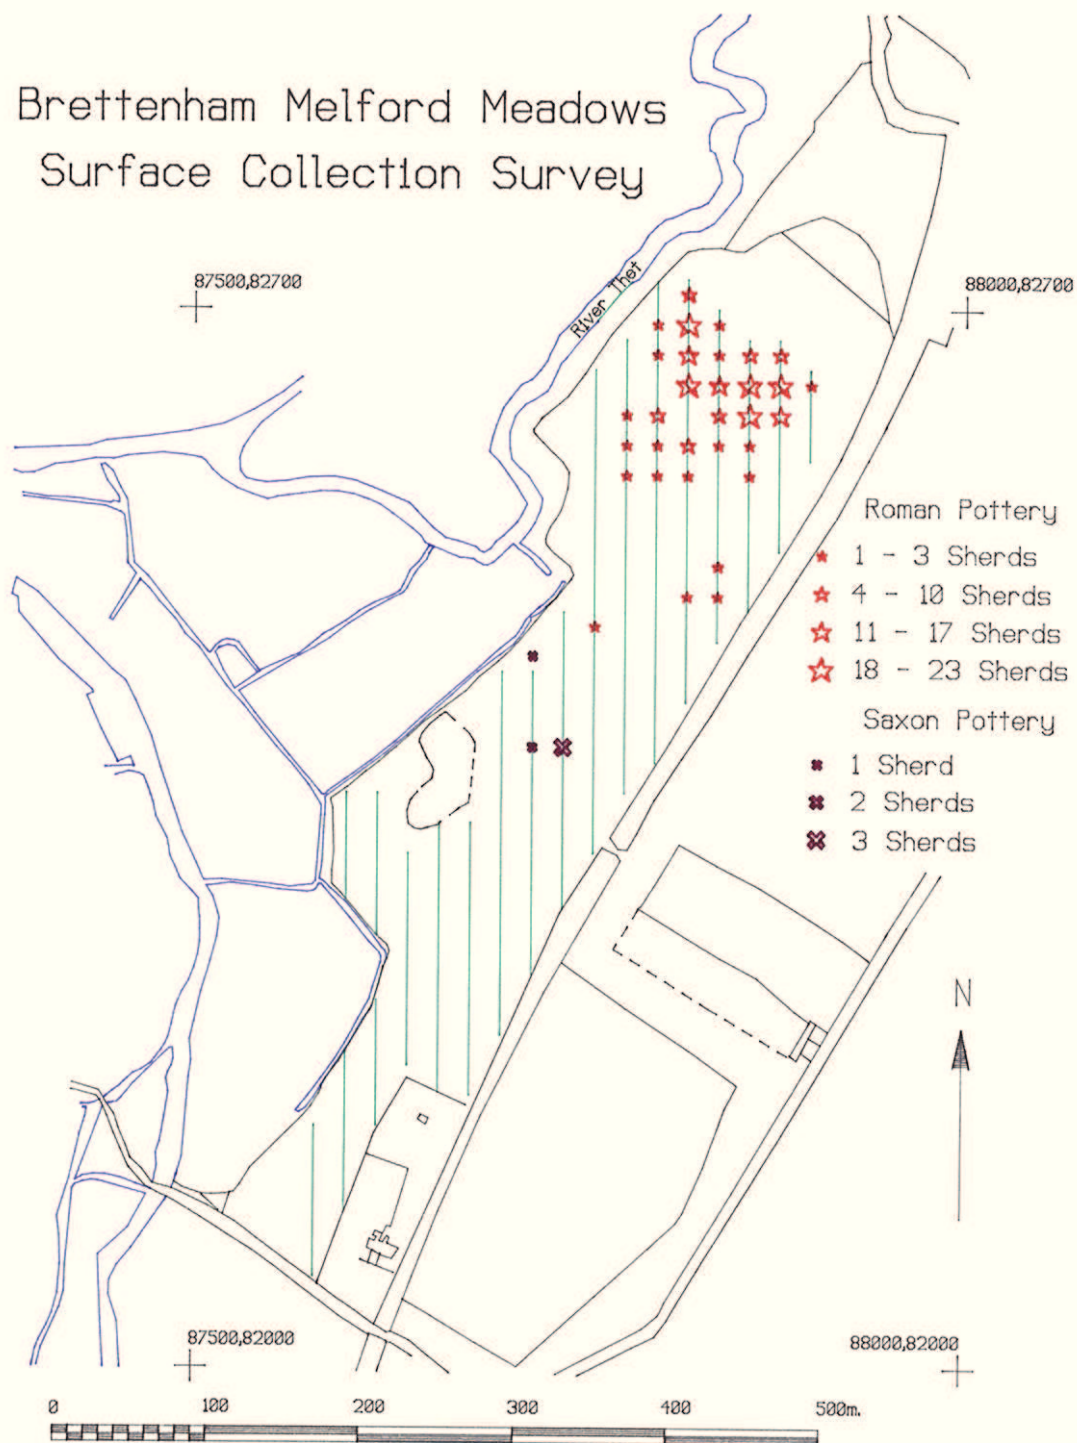 Brettenham Melford Meadows
Surface Collection Survey
87500,82700
River Thet
88000,82700
Roman Pottery
1 - 3 Sherds
4 - 10 Sherds
11 - 17 Sherds
18 - 23 Sherds
Saxon Pottery
1 Sherd
2 Sherds
3 Sherds
N
87500,82000
88000,82000
0 100 200 300 400 500m.